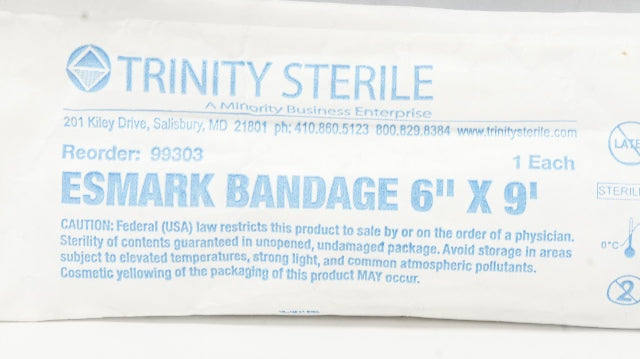 TRINITY STERILE
A Minority Business Enterprise
201 Kiley Drive, Salisbury, MD 21801 ph: 410.860.5123 800.829.8384 www.trinitysterile.com
Reorder: 99303 1 Each
ESMARK BANDAGE 6" X 9'
CAUTION: Federal (USA) law restricts this product to sale by or on the order of a physician.
Sterility of contents guaranteed in unopened, undamaged package. Avoid storage in areas
subject to elevated temperatures, strong light, and common atmospheric pollutants.
Cosmetic yellowing of the packaging of this product MAY occur.
LATE
STERILE
0°C
2